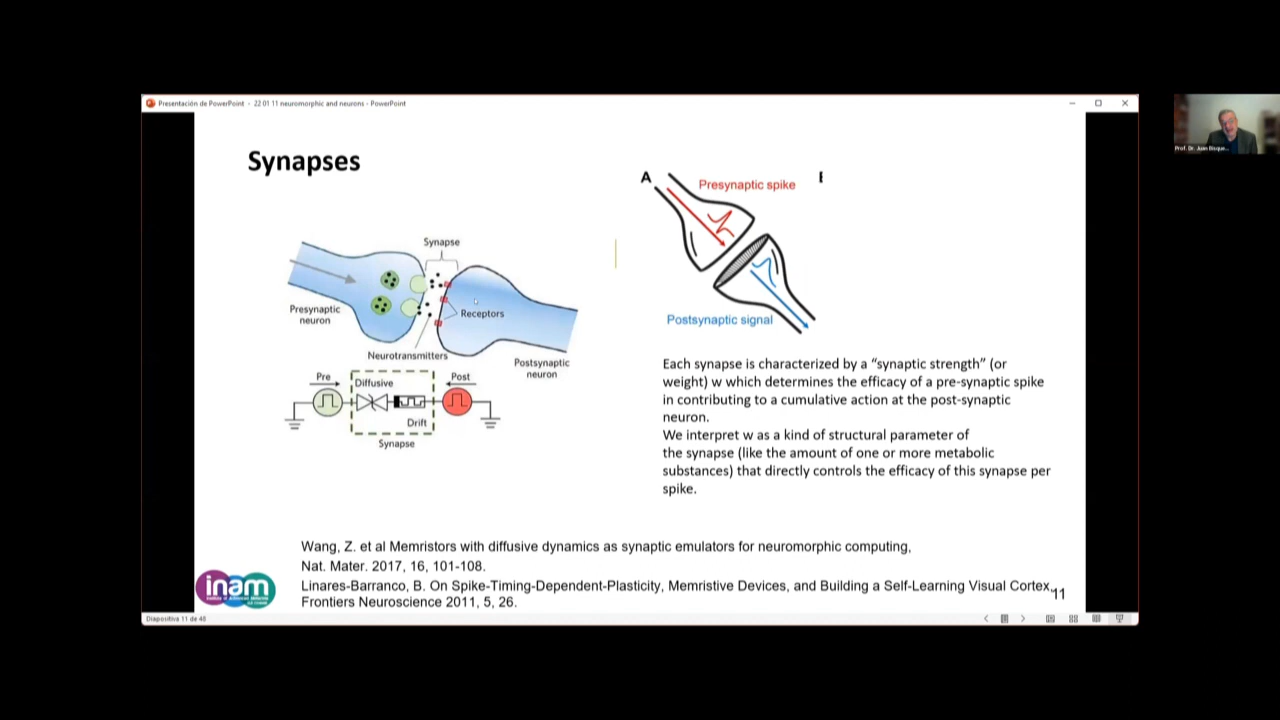 Presentación de PowerPoint - 22 01 11 neuromorphic and neurons - PowerPoint
Prof. Dr. Juan Bisque...
Synapses
Synapse
Presynaptic
neuron
Receptors
Neurotransmitters
Postsynaptic
neuron
Pre
Diffusive
Post
Drift
Synapse
A
Presynaptic spike
Postsynaptic signal
Each synapse is characterized by a “synaptic strength” (or
weight) w which determines the efficacy of a pre-synaptic spike
in contributing to a cumulative action at the post-synaptic
neuron.
We interpret w as a kind of structural parameter of
the synapse (like the amount of one or more metabolic
substances) that directly controls the efficacy of this synapse per
spike.
Wang, Z. et al Memristors with diffusive dynamics as synaptic emulators for neuromorphic computing,
Nat. Mater. 2017, 16, 101-108.
Linares-Barranco, B. On Spike-Timing-Dependent-Plasticity, Memristive Devices, and Building a Self-Learning Visual Cortex,
Frontiers Neuroscience 2011, 5, 26.
11
inam
Diapositiva 11 de 48